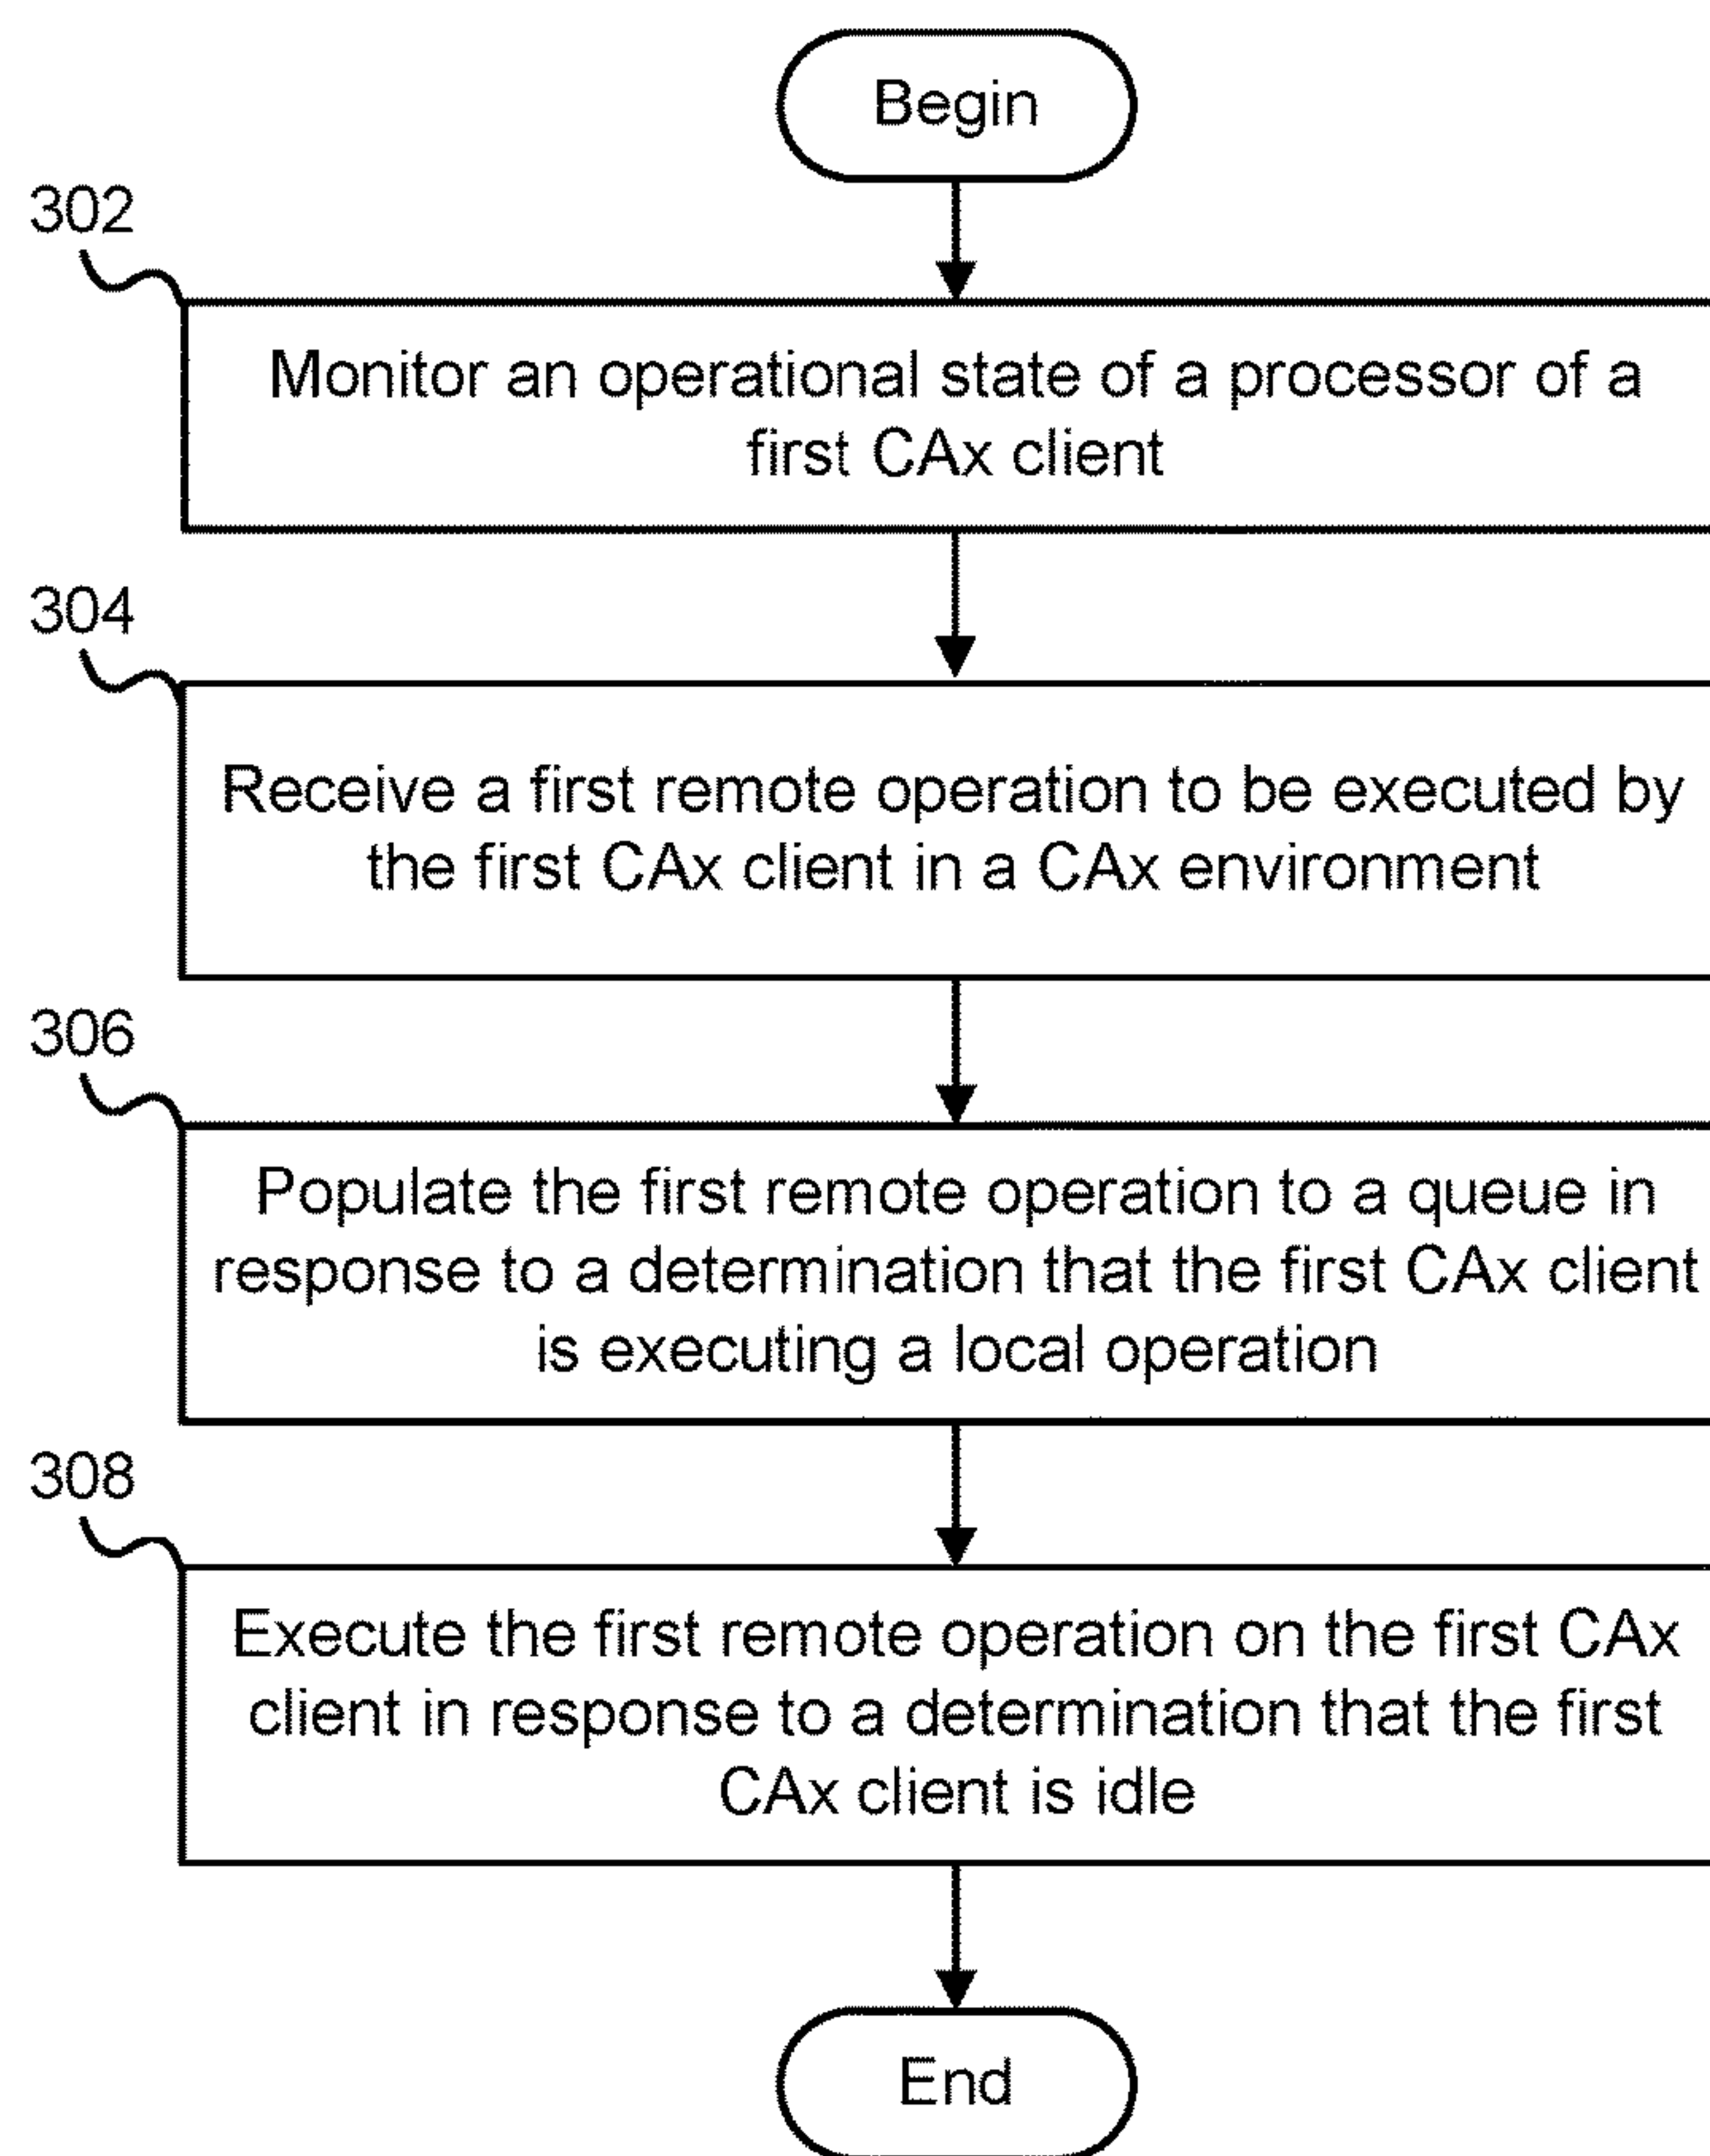 Begin
302
Monitor an operational state of a processor of a
first CAx client
304
Receive a first remote operation to be executed by
the first CAx client in a CAx environment
306
Populate the first remote operation to a queue in
response to a determination that the first CAx client
is executing a local operation
308
Execute the first remote operation on the first CAx
client in response to a determination that the first
CAx client is idle
End